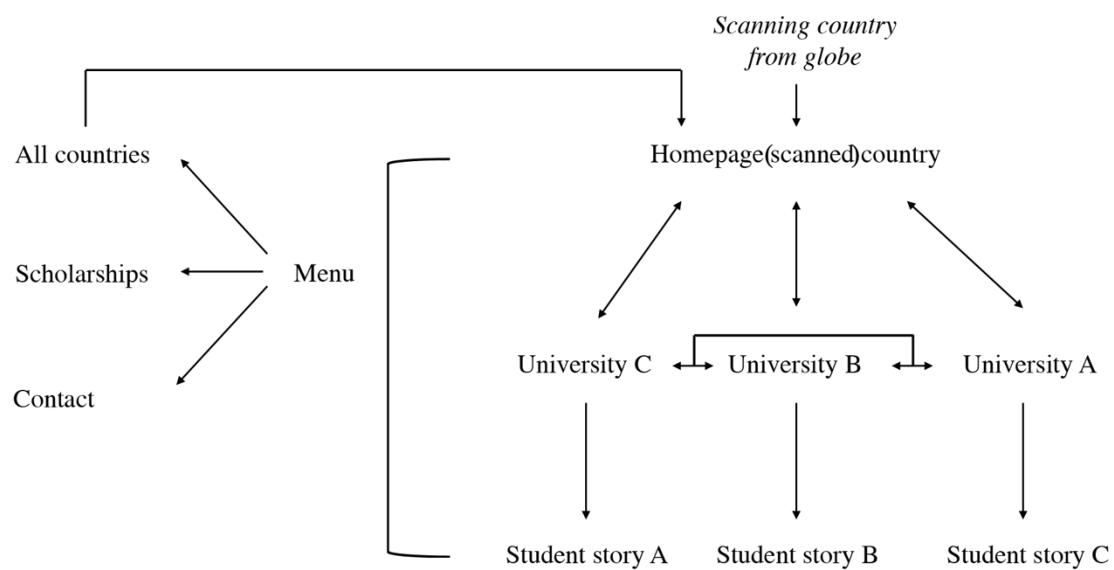 Scanning country
from globe
All countries
Homepage(scanned)country
Scholarships
Menu
University C
University B
University A
Contact
Student story A
Student story B
Student story C